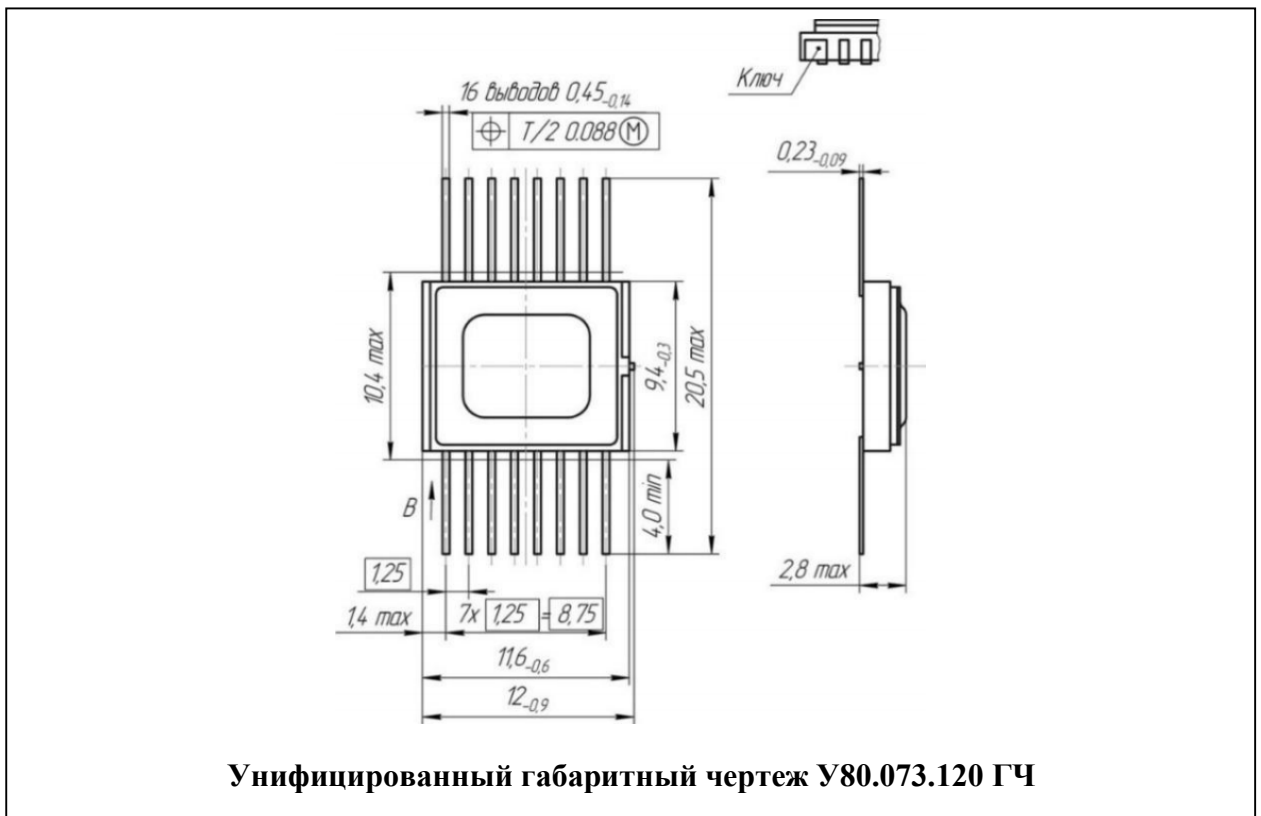 Ключ
16 выводов 0,45-0,14
⌖ T/2 0.088 Ⓜ
0,23-0,09
10,4 max
9,4-0,3
20,5 max
B
4,0 min
1,25
2,8 max
1,4 max
7x 1,25 = 8,75
11,6-0,6
12-0,9
Унифицированный габаритный чертеж У80.073.120 ГЧ